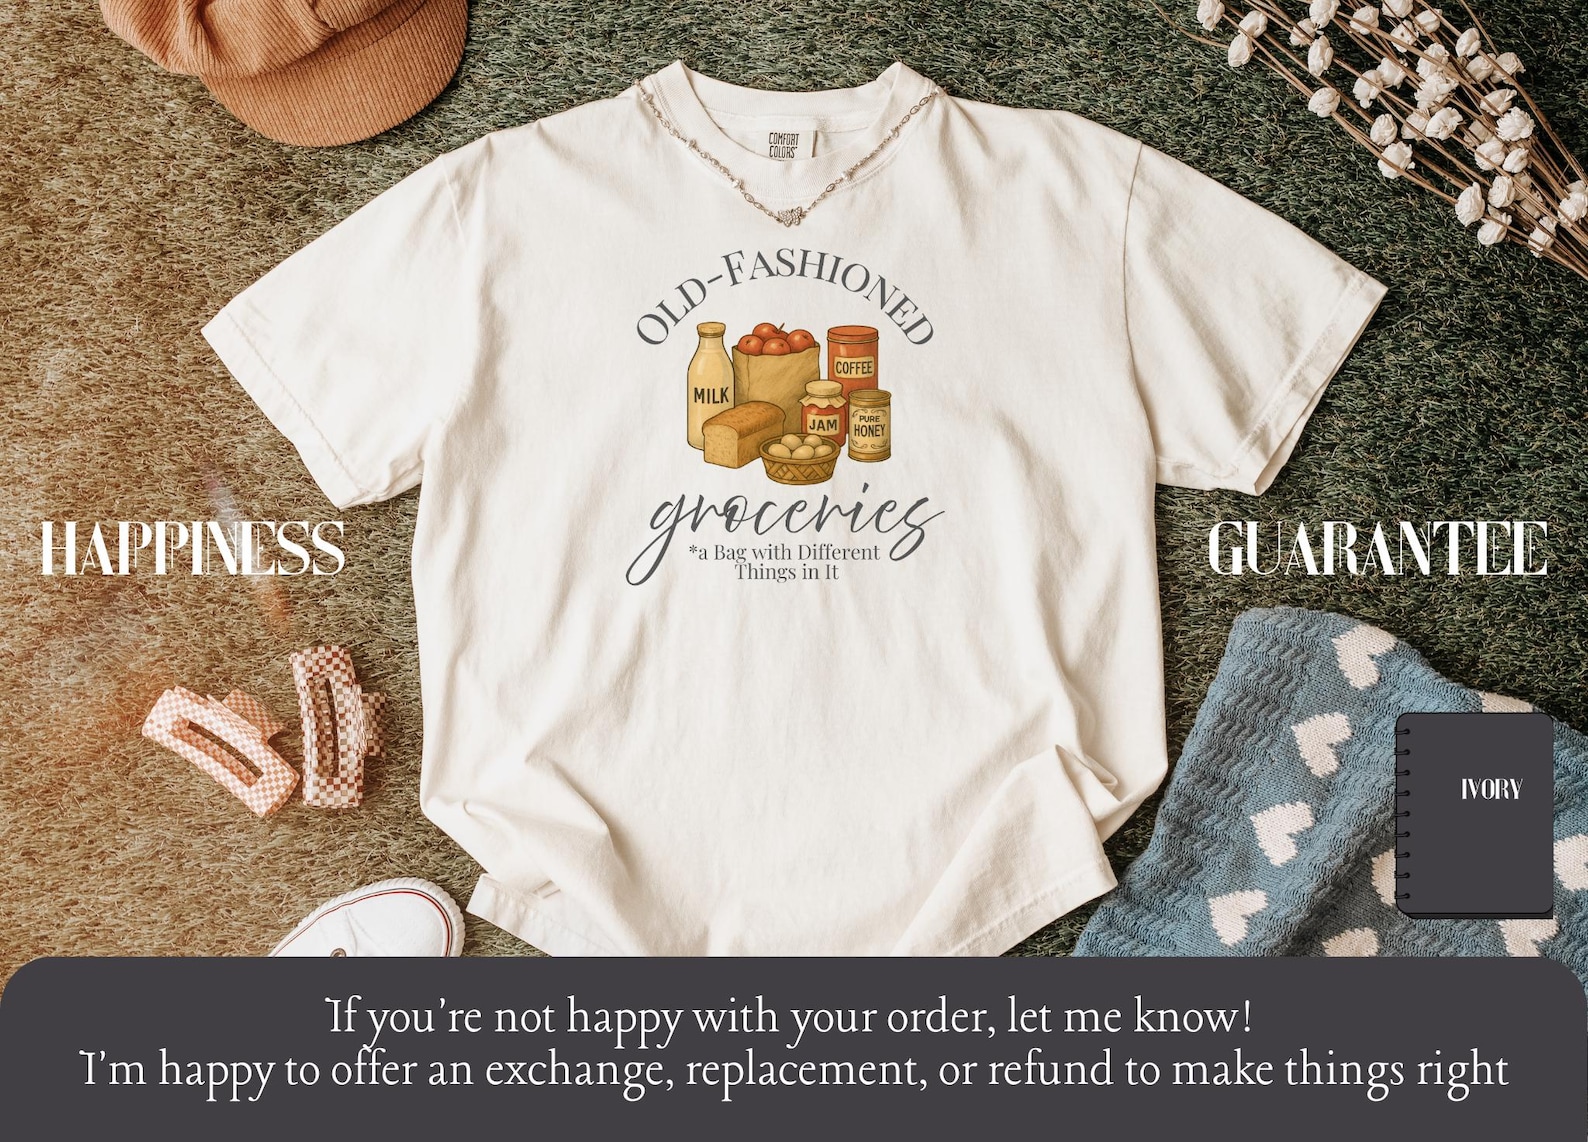 COMFORT
COLORS
OLD-FASHIONED
MILK
COFFEE
JAM
PURE
HONEY
groceries
*a Bag with Different
Things in It
HAPPINESS
GUARANTEE
IVORY
If you're not happy with your order, let me know!
I'm happy to offer an exchange, replacement, or refund to make things right